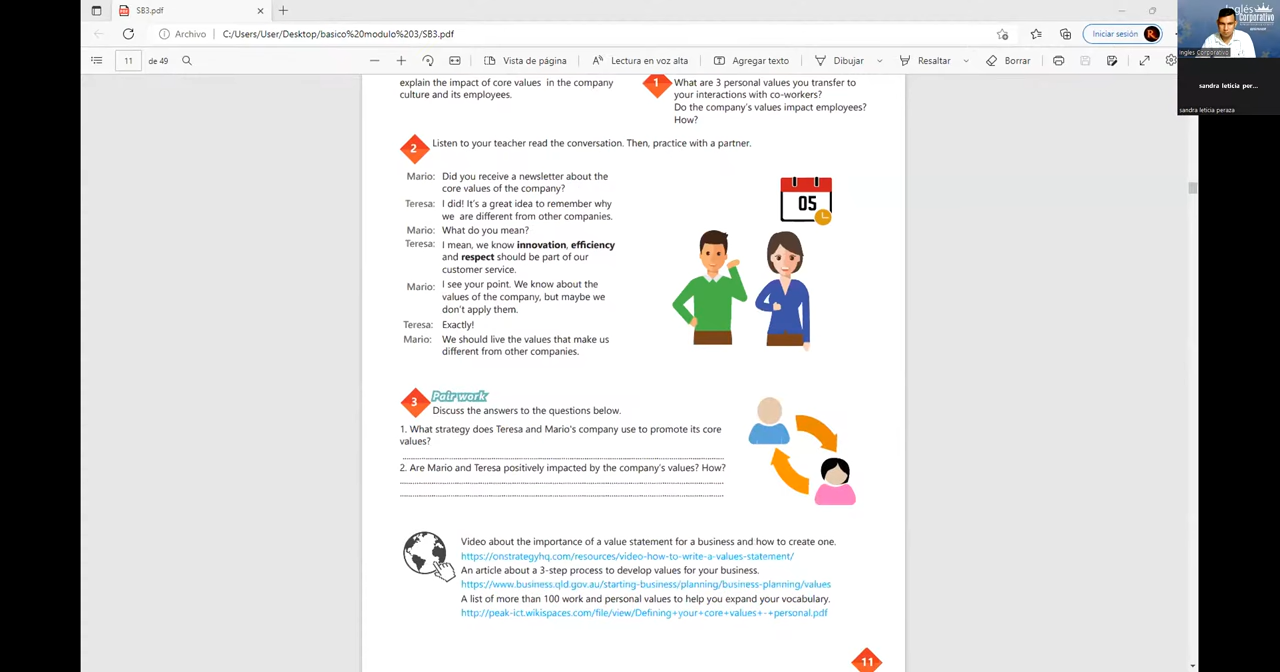 SB3.pdf
Archivo
C:/Users/User/Desktop/basico modulo 3/SB3.pdf
Iniciar sesión
R
11
de 49
Vista de página
Lectura en voz alta
Agregar texto
Dibujar
Resaltar
Borrar
Inglés
Corporativo
Ingles Corporativo
sandra leticia per...
sandra leticia peraza
explain the impact of core values in the company
culture and its employees.
1
What are 3 personal values you transfer to
your interactions with co-workers?
Do the company's values impact employees?
How?
2
Listen to your teacher read the conversation. Then, practice with a partner.
Mario: Did you receive a newsletter about the
core values of the company?
Teresa: I did! It's a great idea to remember why
we are different from other companies.
Mario: What do you mean?
Teresa: I mean, we know innovation, efficiency
and respect should be part of our
customer service.
Mario: I see your point. We know about the
values of the company, but maybe we
don't apply them.
Teresa: Exactly!
Mario: We should live the values that make us
different from other companies.
05
3
Pair work
Discuss the answers to the questions below.
1. What strategy does Teresa and Mario's company use to promote its core
values?
2. Are Mario and Teresa positively impacted by the company's values? How?
Video about the importance of a value statement for a business and how to create one.
https://onstrategyhq.com/resources/video-how-to-write-a-values-statement/
An article about a 3-step process to develop values for your business.
https://www.business.qld.gov.au/starting-business/planning/business-planning/values
A list of more than 100 work and personal values to help you expand your vocabulary.
http://peak-ict.wikispaces.com/file/view/Defining+your+core+values+-+personal.pdf
11